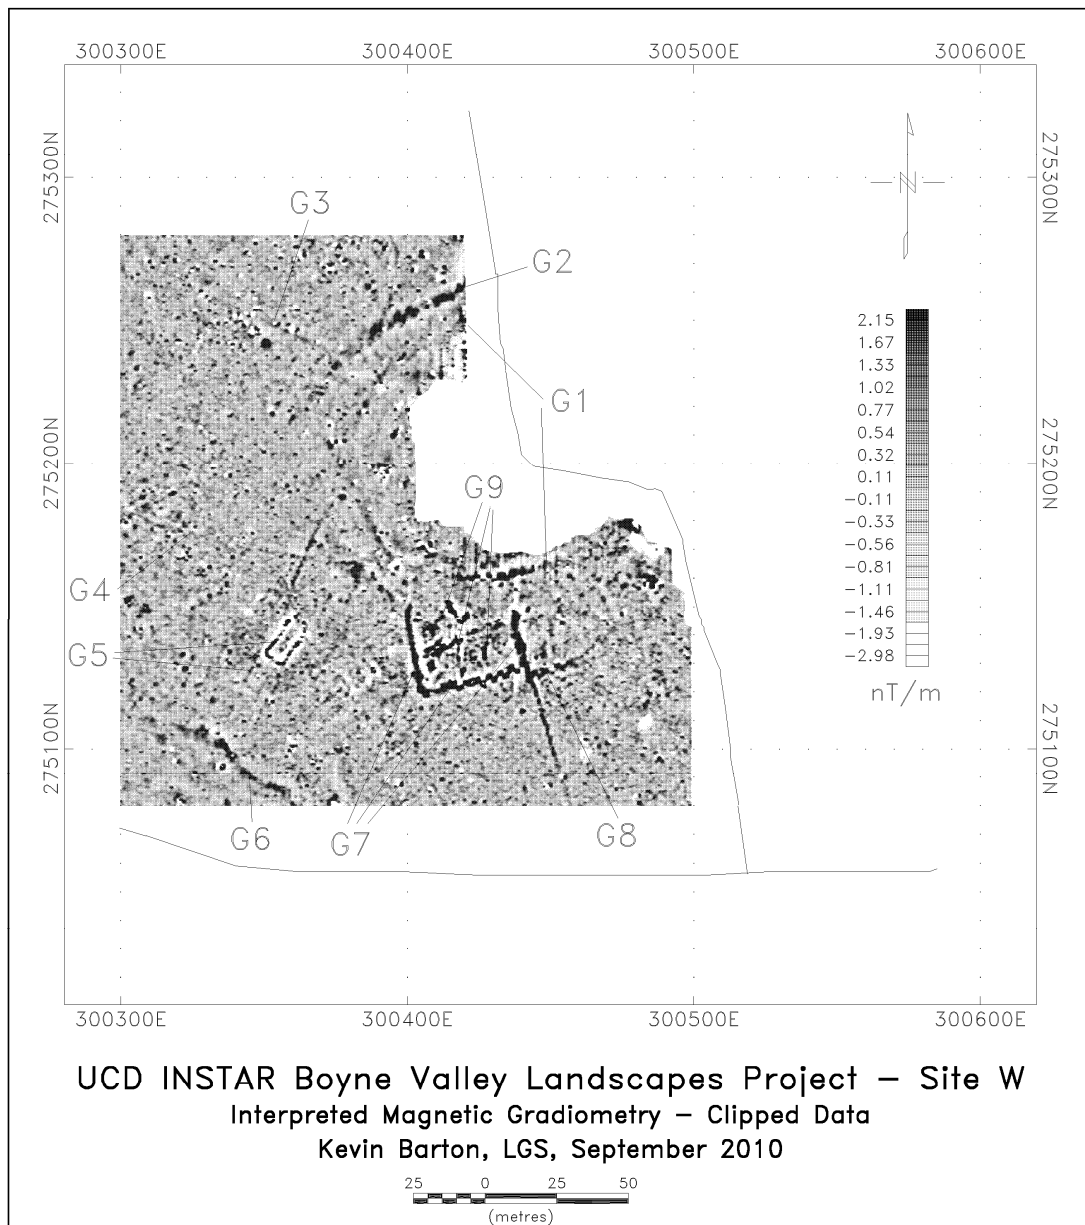 300300E 300400E 300500E 300600E
275300N 275300N
G3
G2
2.15
1.67
1.33
1.02
0.77
0.54
0.32
0.11
-0.11
-0.33
-0.56
-0.81
-1.11
-1.46
-1.93
-2.98
nT/m
G1
275200N 275200N
G9
G4
G5
275100N 275100N
G6
G7
G8
300300E 300400E 300500E 300600E
UCD INSTAR Boyne Valley Landscapes Project – Site W
Interpreted Magnetic Gradiometry – Clipped Data
Kevin Barton, LGS, September 2010
25 0 25 50
(metres)